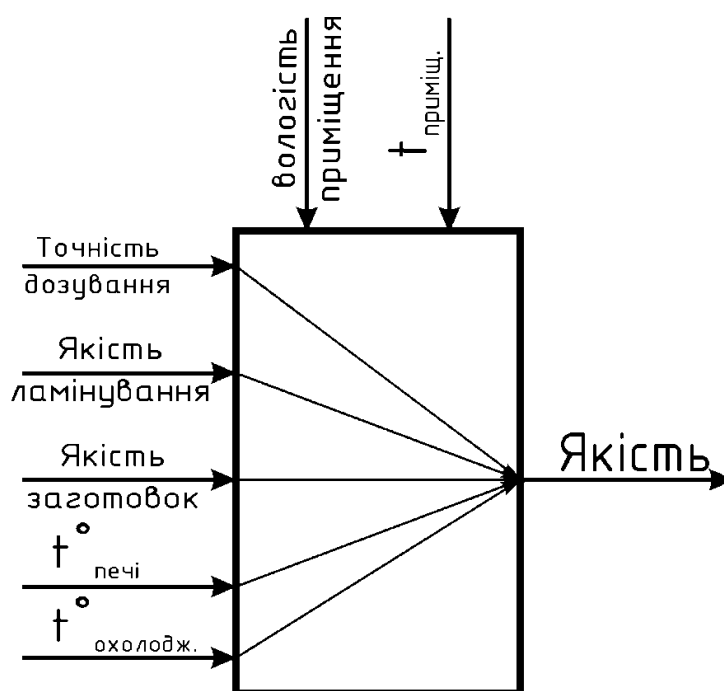 вологість
приміщення
t приміщ.
Точність
дозування
Якість
ламінування
Якість
заготовок
t° печі
t° охолодж.
Якість